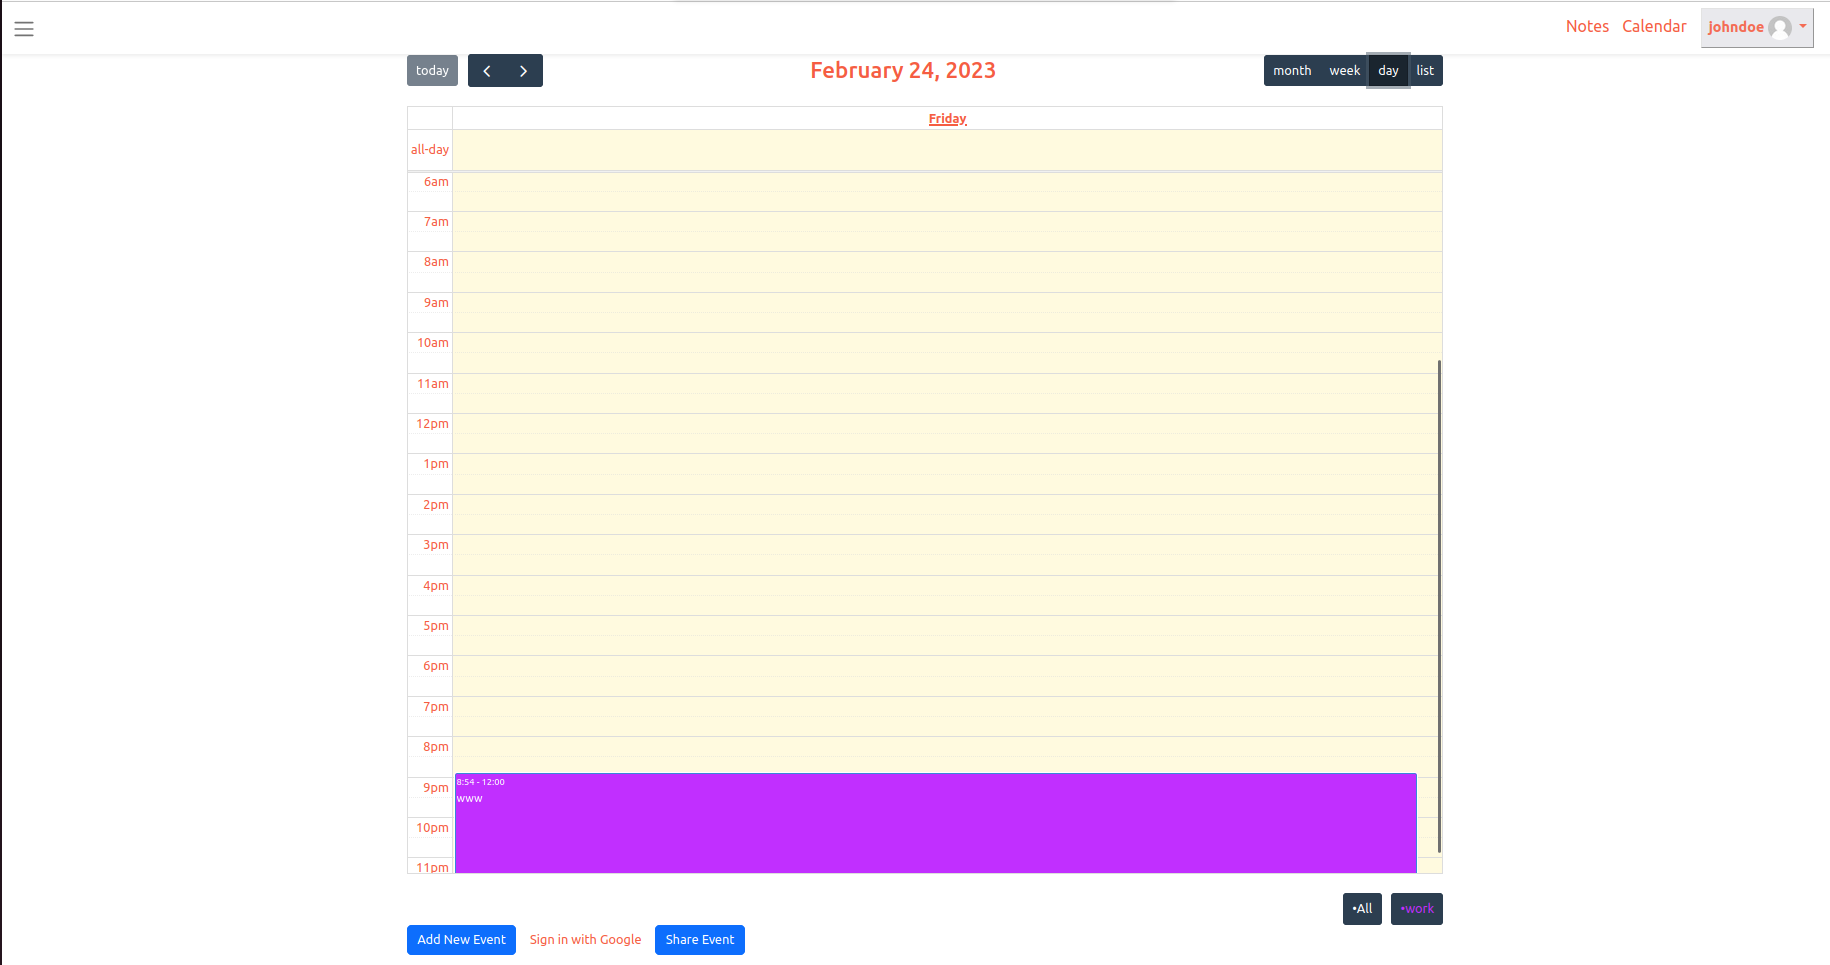 Notes Calendar johndoe
today February 24, 2023 month week day list
Friday
all-day
6am
7am
8am
9am
10am
11am
12pm
1pm
2pm
3pm
4pm
5pm
6pm
7pm
8pm
8:54 - 12:00
9pm
www
10pm
11pm
•All •work
Add New Event Sign in with Google Share Event